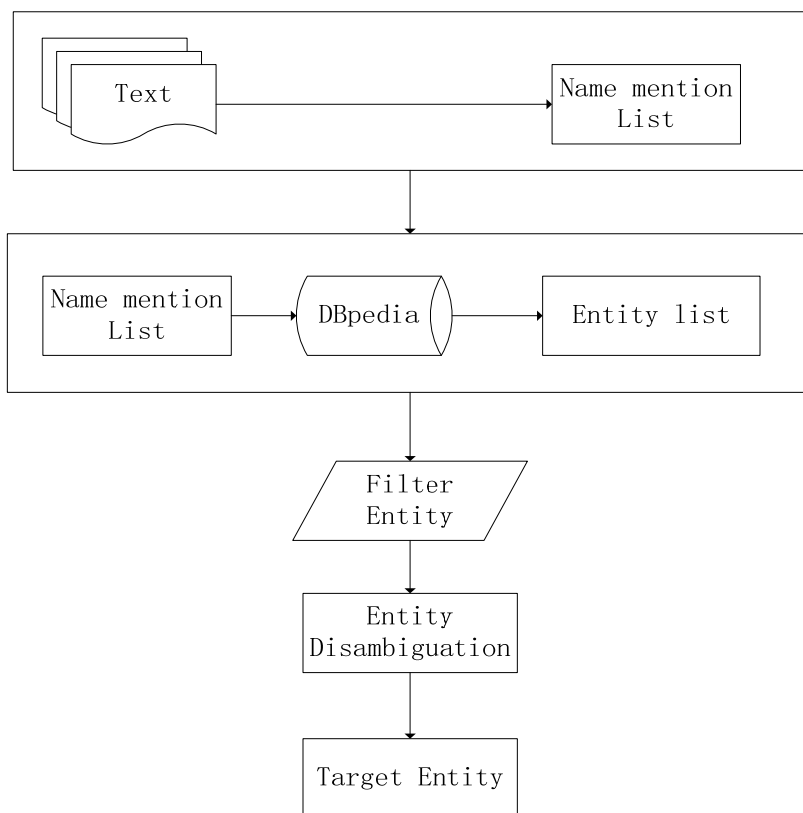 Text
Name mention
List
Name mention
List
DBpedia
Entity list
Filter
Entity
Entity
Disambiguation
Target Entity